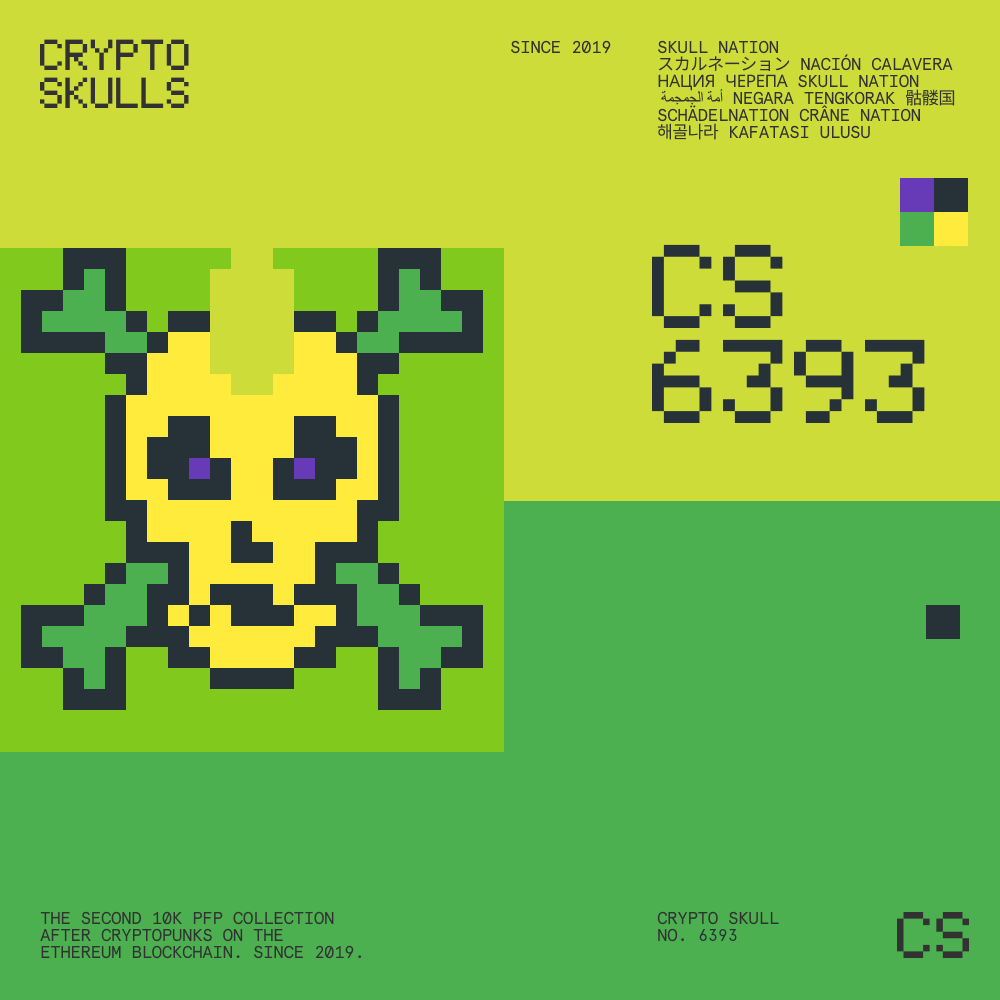 CRYPTO
SKULLS
SINCE 2019
SKULL NATION
スカルネーション NACIÓN CALAVERA
НАЦИЯ ЧЕРЕПА SKULL NATION
أمة الجمجمة NEGARA TENGKORAK 骷髅国
SCHÄDELNATION CRÂNE NATION
해골나라 KAFATASI ULUSU
CS
6393
THE SECOND 10K PFP COLLECTION
AFTER CRYPTOPUNKS ON THE
ETHEREUM BLOCKCHAIN. SINCE 2019.
CRYPTO SKULL
NO. 6393
CS